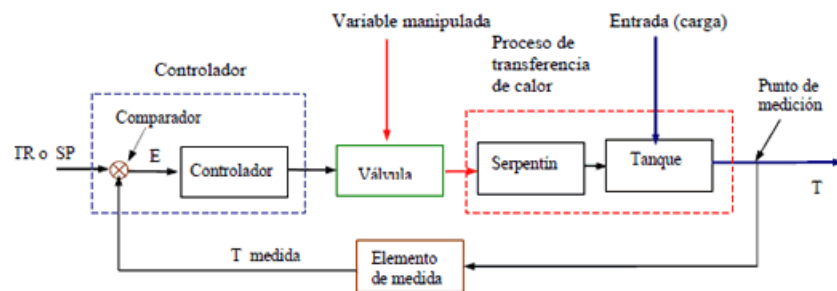 Variable manipulada
Entrada (carga)
Proceso de
transferencia
de calor
Controlador
Punto de
medición
Comparador
TR o SP
E
Controlador
Válvula
Serpentín
Tanque
T
T medida
Elemento
de medida